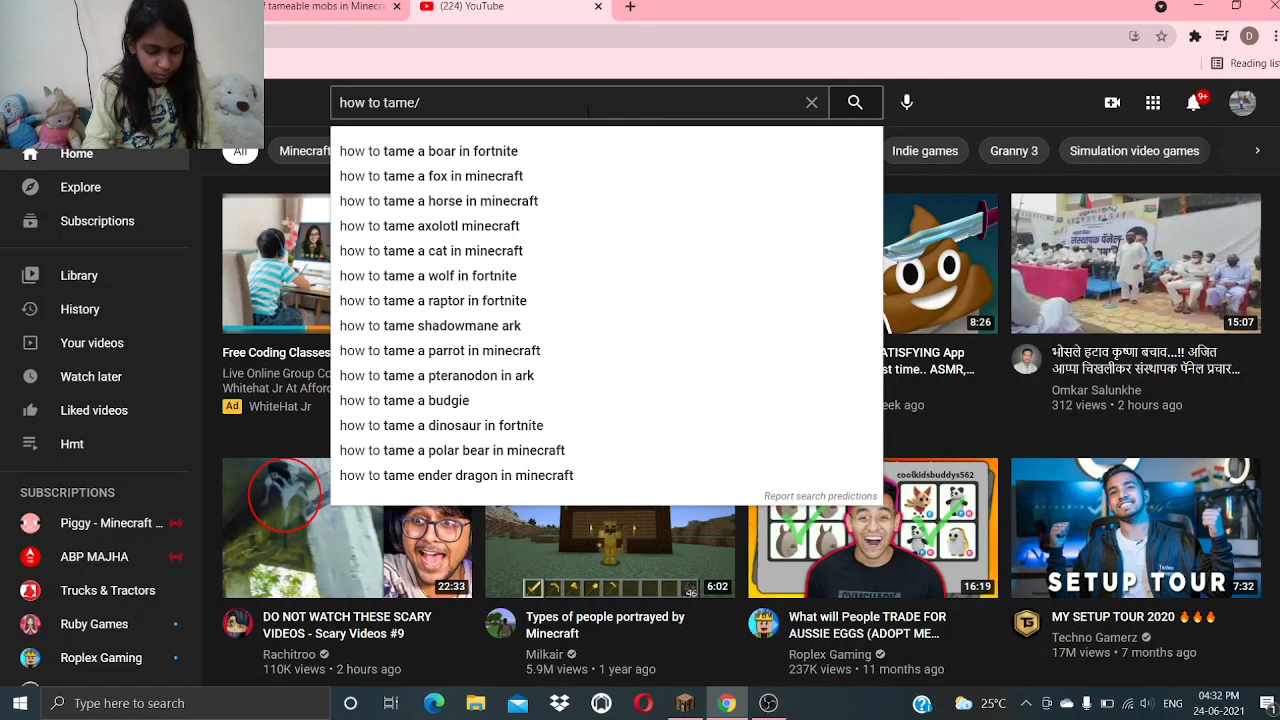 f tameable mobs in Minecra
(224) YouTube
D
Reading list
how to tame/
9+
All
Minecraft
Indie games
Granny 3
Simulation video games
how to tame a boar in fortnite
how to tame a fox in minecraft
how to tame a horse in minecraft
how to tame axolotl minecraft
how to tame a cat in minecraft
how to tame a wolf in fortnite
how to tame a raptor in fortnite
how to tame shadowmane ark
how to tame a parrot in minecraft
how to tame a pteranodon in ark
how to tame a budgie
how to tame a dinosaur in fortnite
how to tame a polar bear in minecraft
how to tame ender dragon in minecraft
Report search predictions
Home
Explore
Subscriptions
Library
History
Your videos
Watch later
Liked videos
Hmt
SUBSCRIPTIONS
Piggy - Minecraft ...
ABP MAJHA
Trucks & Tractors
Ruby Games
Roplex Gaming
Free Coding Classes
Live Online Group Co
Whitehat Jr At Affor
Ad
WhiteHat Jr
8:26
ATISFYING App
ream teaM.. ASDR...
eek ago
संस्थापक पॅनेल
15:07
भोसले हटाव कृष्णा बचाव...!! अजित
अप्पा चिखलीकर पाटील - संस्थापक...
Omkar Salunkhe
312 views • 2 hours ago
22:33
DO NOT WATCH THESE SCARY
VIDEOS - Scary Videos #9
Rachitroo
110K views • 2 hours ago
46
6:02
Types of people portrayed by
Minecraft
Milkair
5.9M views • 1 year ago
coolkidsbuddys562
GYMSHARK
16:19
What will People TRADE FOR
AUSSIE EGGS (ADOPT ME...
Roplex Gaming
237K views • 11 months ago
Techno
SETUP TOUR
7:32
MY SETUP TOUR 2020 🔥🔥🔥
Techno Gamerz
17M views • 7 months ago
Type here to search
25°C
04:32 PM
24-06-2021
1